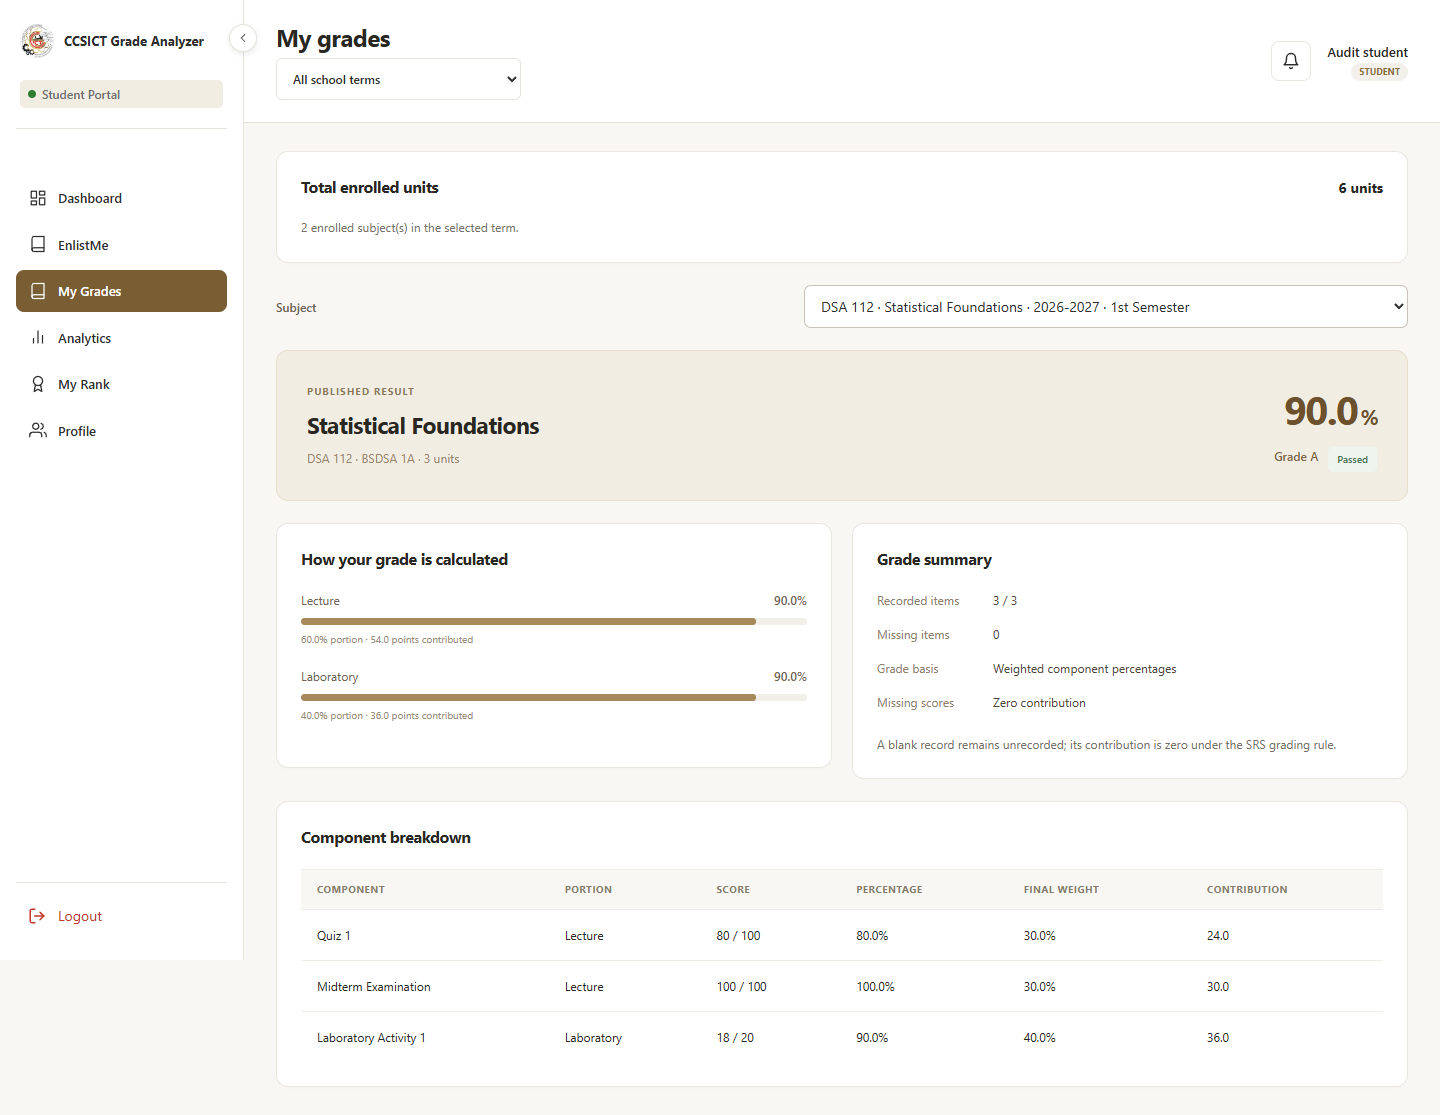 CCSICT Grade Analyzer
Student Portal
Dashboard
EnlistMe
My Grades
Analytics
My Rank
Profile
Logout
My grades
All school terms
Audit student
STUDENT
Total enrolled units
6 units
2 enrolled subject(s) in the selected term.
Subject
DSA 112 · Statistical Foundations · 2026-2027 · 1st Semester
PUBLISHED RESULT
Statistical Foundations
DSA 112 · BSDSA 1A · 3 units
90.0%
Grade A
Passed
How your grade is calculated
Lecture 90.0%
60.0% portion · 54.0 points contributed
Laboratory 90.0%
40.0% portion · 36.0 points contributed
Grade summary
Recorded items 3 / 3
Missing items 0
Grade basis Weighted component percentages
Missing scores Zero contribution
A blank record remains unrecorded; its contribution is zero under the SRS grading rule.
Component breakdown
COMPONENT PORTION SCORE PERCENTAGE FINAL WEIGHT CONTRIBUTION
Quiz 1 Lecture 80 / 100 80.0% 30.0% 24.0
Midterm Examination Lecture 100 / 100 100.0% 30.0% 30.0
Laboratory Activity 1 Laboratory 18 / 20 90.0% 40.0% 36.0